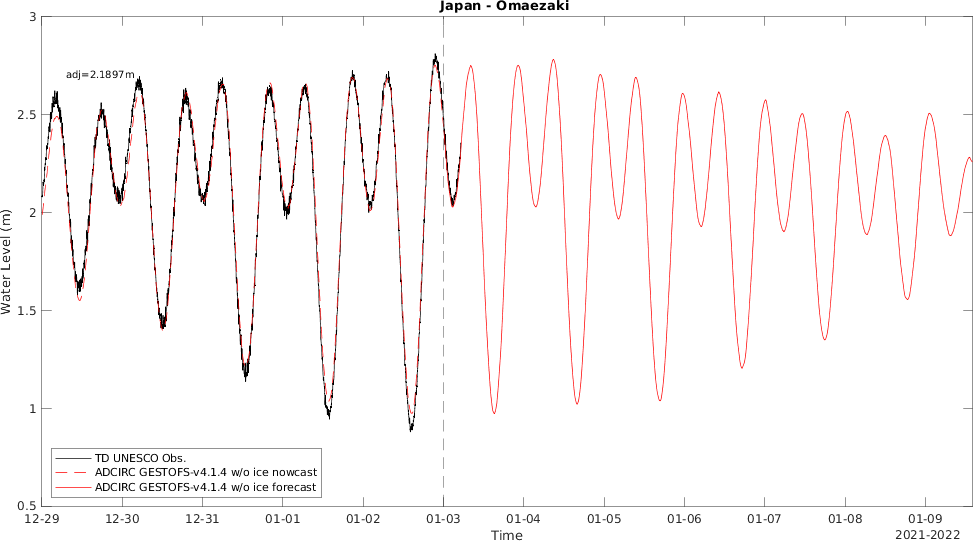 Japan - Omaezaki
adj=2.1897m
3
2.5
2
1.5
1
0.5
Water Level (m)
TD UNESCO Obs.
ADCIRC GESTOFS-v4.1.4 w/o ice nowcast
ADCIRC GESTOFS-v4.1.4 w/o ice forecast
12-29 12-30 12-31 01-01 01-02 01-03 01-04 01-05 01-06 01-07 01-08 01-09
2021-2022
Time